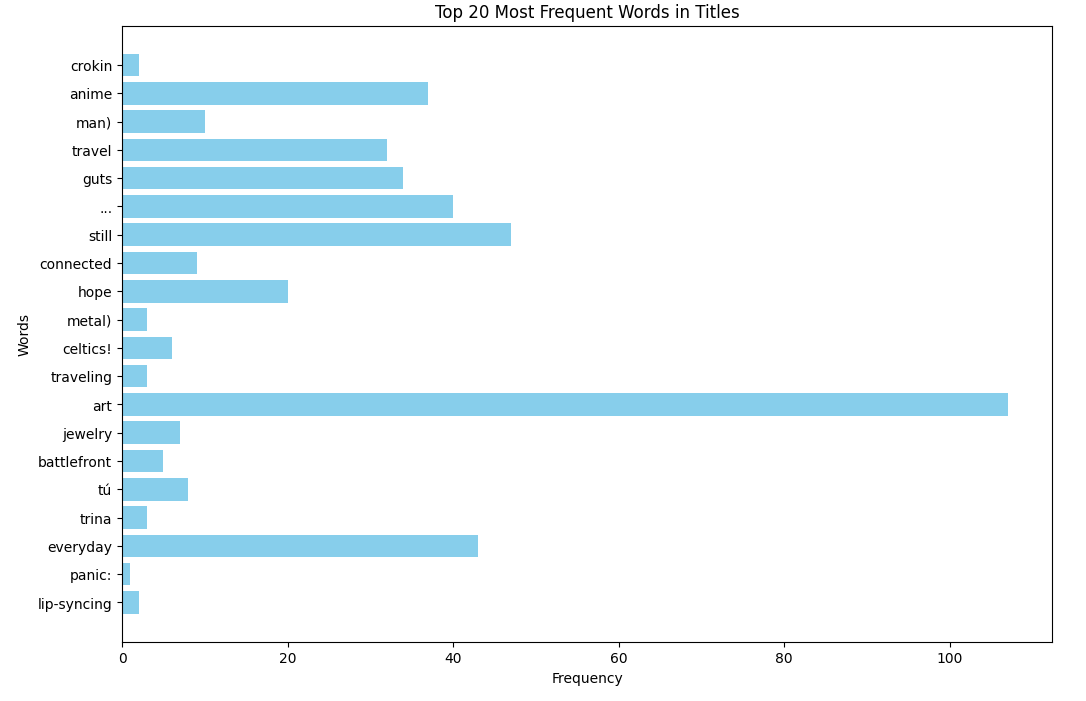 Top 20 Most Frequent Words in Titles
crokin
anime
man)
travel
guts
...
still
connected
hope
metal)
celtics!
traveling
art
jewelry
battlefront
tú
trina
everyday
panic:
lip-syncing
Words
0 20 40 60 80 100
Frequency